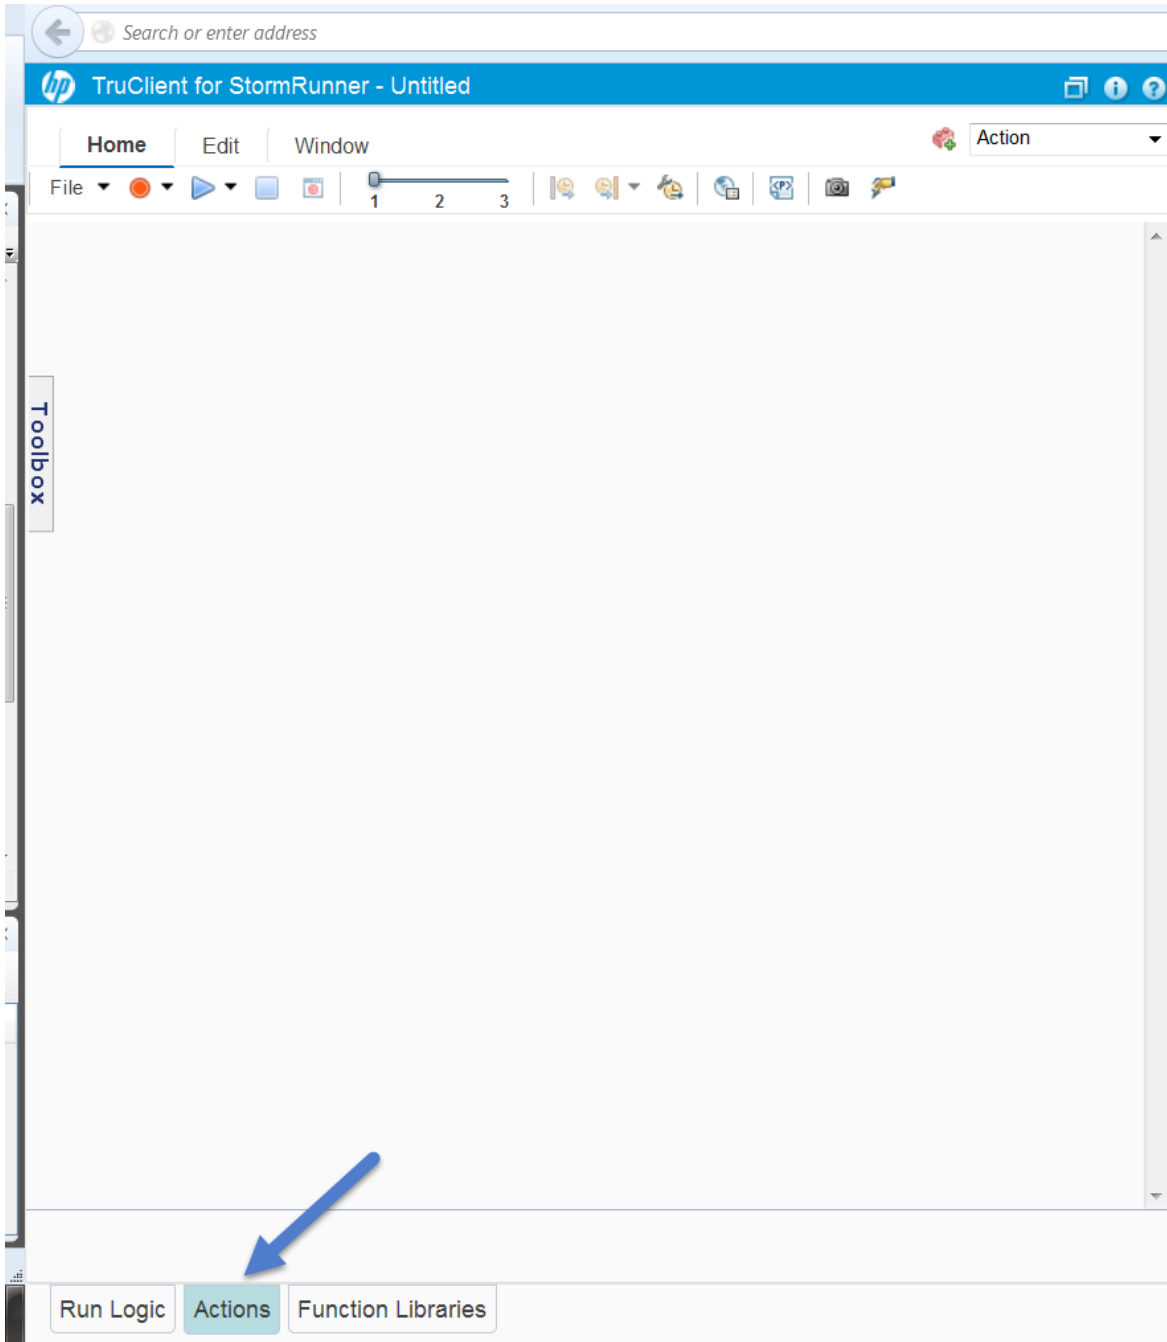 Search or enter address
hp TruClient for StormRunner - Untitled
Home Edit Window Action
File 1 2 3 <P>
Toolbox
Run Logic Actions Function Libraries